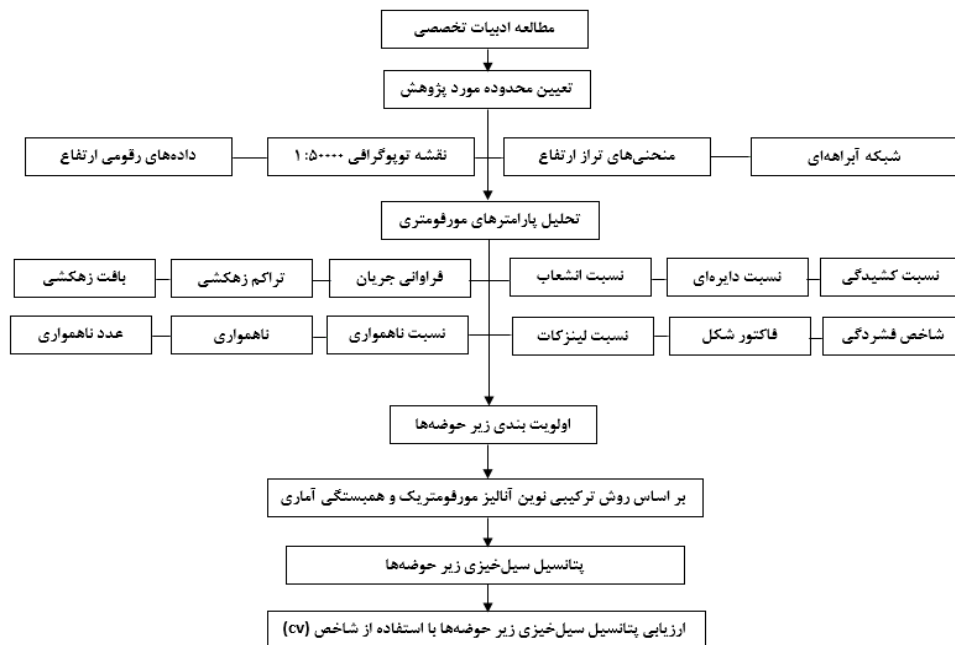 مطالعه ادبیات تخصصی
تعیین محدوده مورد پژوهش
شبکه آبراهه‌ای
منحنی‌های تراز ارتفاع
نقشه توپوگرافی ۱:۵۰۰۰۰
داده‌های رقومی ارتفاع
تحلیل پارامترهای مورفومتری
نسبت کشیدگی
نسبت دایره‌ای
نسبت انشعاب
فراوانی جریان
تراکم زهکشی
بافت زهکشی
شاخص فشردگی
فاکتور شکل
نسبت لینزکات
نسبت ناهمواری
ناهمواری
عدد ناهمواری
اولویت بندی زیر حوضه‌ها
بر اساس روش ترکیبی نوین آنالیز مورفومتریک و همبستگی آماری
پتانسیل سیل‌خیزی زیر حوضه‌ها
ارزیابی پتانسیل سیل‌خیزی زیر حوضه‌ها با استفاده از شاخص (cv)